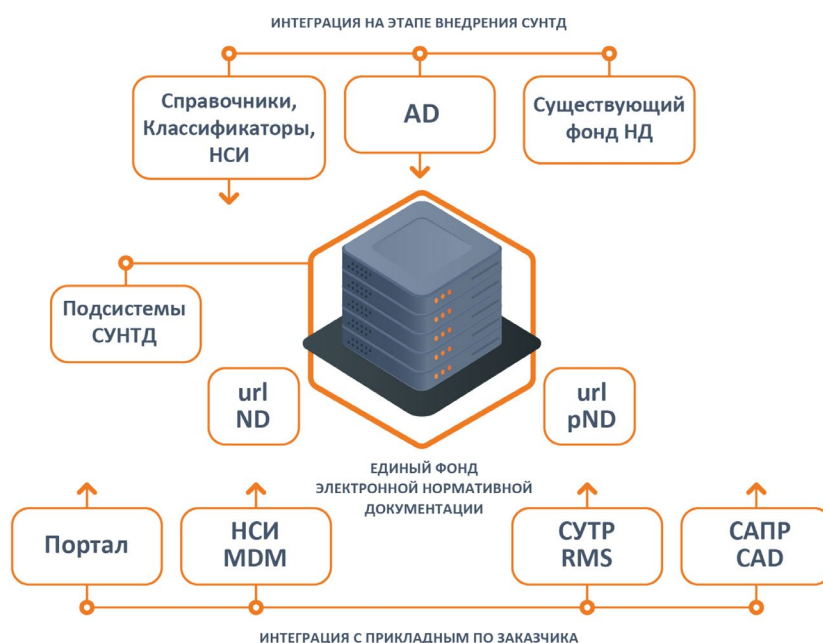 ИНТЕГРАЦИЯ НА ЭТАПЕ ВНЕДРЕНИЯ СУНТД
Справочники,
Классификаторы,
НСИ
AD
Существующий
фонд НД
Подсистемы
СУНТД
url
ND
url
pND
ЕДИНЫЙ ФОНД
ЭЛЕКТРОННОЙ НОРМАТИВНОЙ
ДОКУМЕНТАЦИИ
Портал
НСИ
MDM
СУТР
RMS
САПР
CAD
ИНТЕГРАЦИЯ С ПРИКЛАДНЫМ ПО ЗАКАЗЧИКА